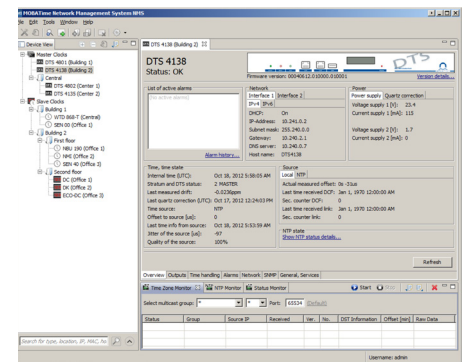 MOBATime Network Management System NMS
File Edit Tools Window Help
Device View
DTS 4138 (Building 2)
Master Clocks
DTS 4801 (Building 1)
DTS 4138 (Building 2)
Central
DTS 4802 (Center 1)
DTS 4135 (Center 2)
Slave Clocks
Building 1
WTD 868-T (Central)
SEN 00 (Office 1)
Building 2
First floor
NBU 190 (Office 1)
NMI (Office 2)
SEN 40 (Office 3)
Second floor
DC (Office 1)
DK (Office 2)
ECO-DC (Office 3)
Search for type, location, IP, MAC, ho
DTS 4138
Status: OK
DTS
Firmware version: 00040612.010000.010001
Version details...
List of active alarms
(no active alarms)
Alarm history...
Network
Interface 1 Interface 2
IPv4 IPv6
DHCP: On
IP-Address: 10.241.0.2
Subnet mask: 255.240.0.0
Gateway: 10.240.2.1
DNS server: 10.240.0.7
Host name: DTS4138
Power
Power supply Quartz correction
Voltage supply 1 [V]: 23.4
Current supply 1 [mA]: 115
Voltage supply 2 [V]: 1.7
Current supply 2 [mA]: 0
Time, time state
Internal time (UTC): Oct 18, 2012 5:58:05 AM
Stratum and DTS status: 2 MASTER
Last measured drift: -0.0236ppm
Last quartz correction (UTC): Oct 17, 2012 12:24:03 PM
Time source: NTP
Offset to source [us]: 0
Last time info from source: Oct 18, 2012 5:53:59 AM
Jitter of the source [us]: -97
Quality of the source: 100%
Source
Local NTP
Actual measured offset: 0s -31us
Last time received DCF: Jan 1, 1970 12:00:00 AM
Sec. counter DCF: 0
Last time received link: Jan 1, 1970 12:00:00 AM
Sec. counter link: 0
NTP state
Show NTP status details...
Refresh
Overview Outputs Time handling Alarms Network SNMP General, Services
Time Zone Monitor NTP Monitor Status Monitor
Start
Select multicast group: * * Port: 65534 (Default)
Status Group Source IP Received Ver. No. DST Information Offset [min] Raw Data
Username: admin